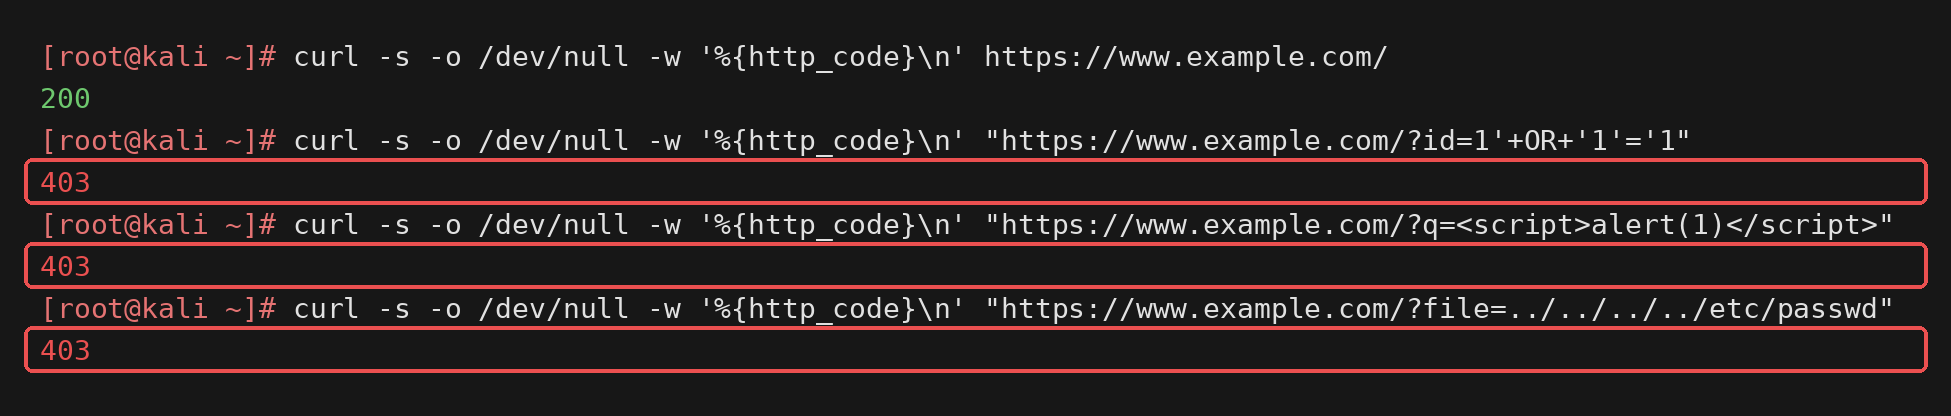 [root@kali ~]# curl -s -o /dev/null -w '%{http_code}\n' https://www.example.com/
200
[root@kali ~]# curl -s -o /dev/null -w '%{http_code}\n' "https://www.example.com/?id=1'+OR+'1'='1"
403
[root@kali ~]# curl -s -o /dev/null -w '%{http_code}\n' "https://www.example.com/?q=<script>alert(1)</script>"
403
[root@kali ~]# curl -s -o /dev/null -w '%{http_code}\n' "https://www.example.com/?file=../../../../etc/passwd"
403